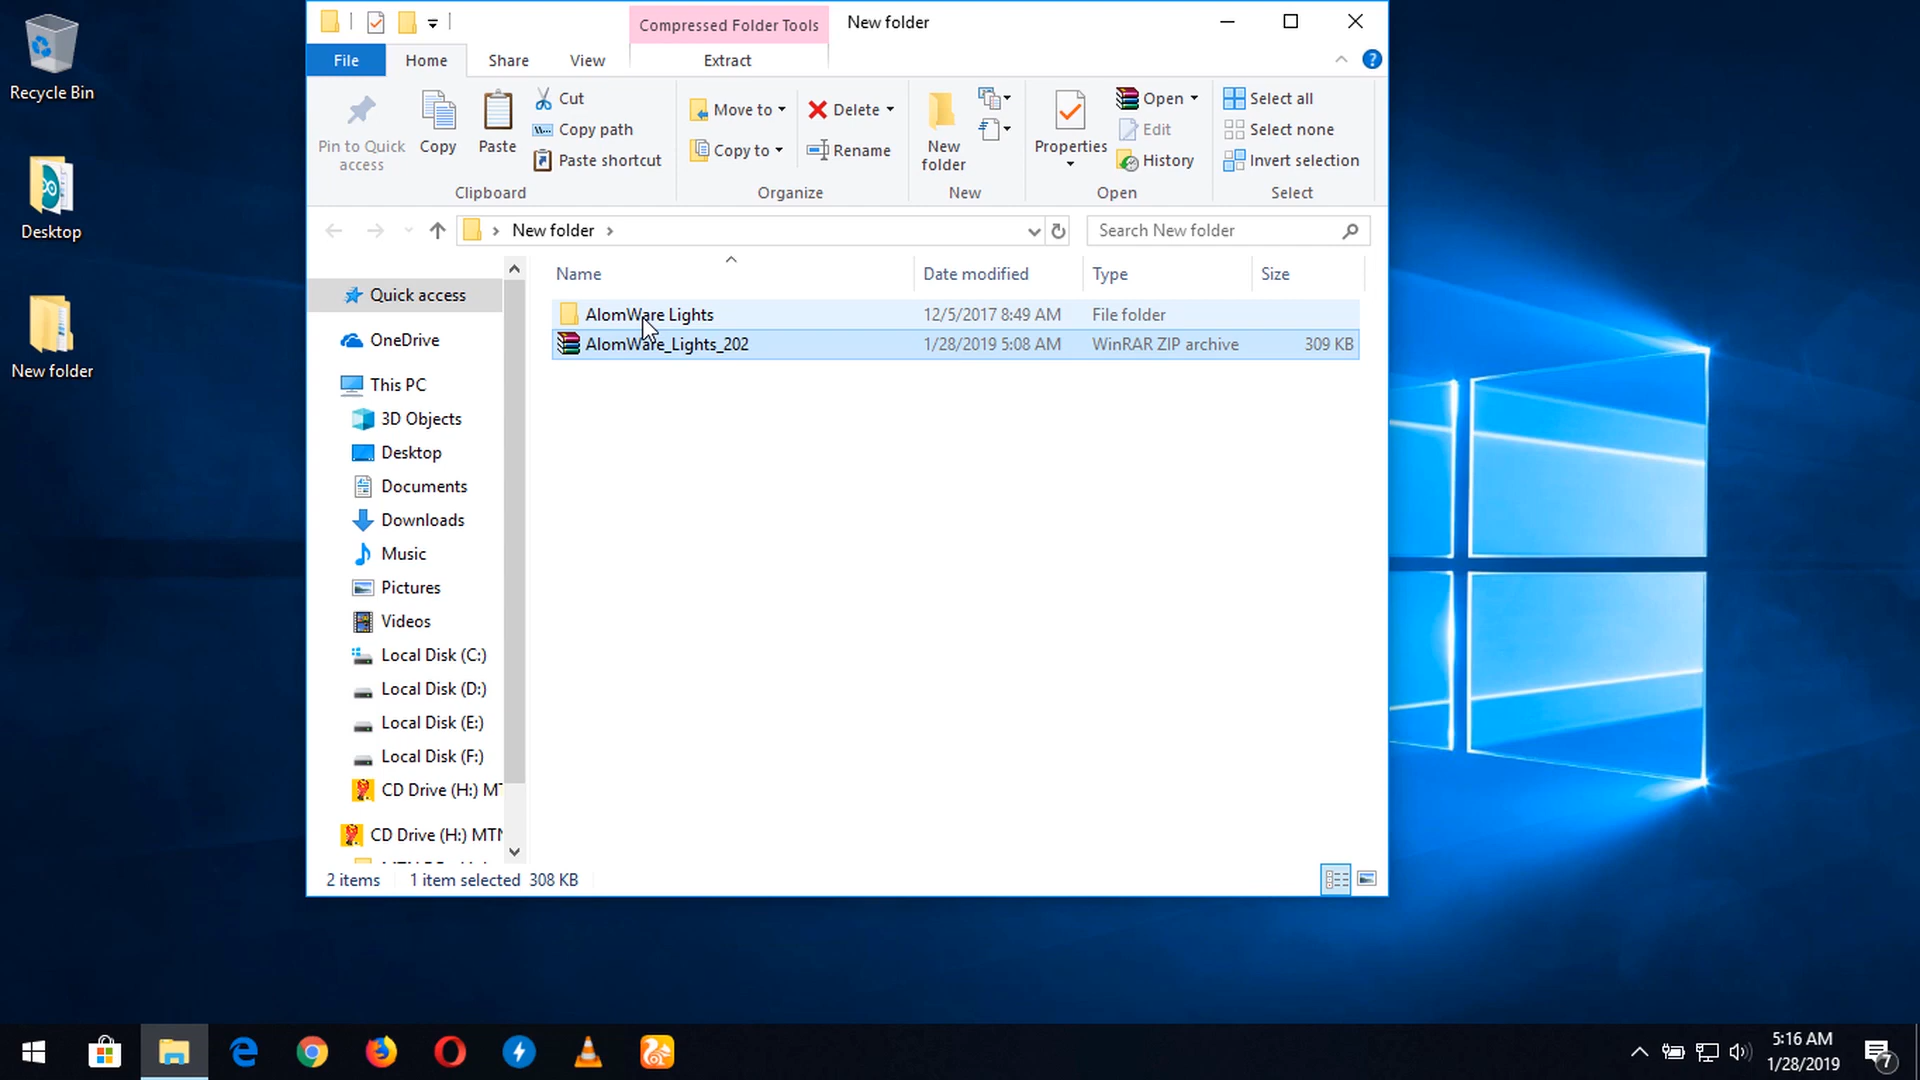 Recycle Bin
Desktop
New folder
Compressed Folder Tools
New folder
File
Home
Share
View
Extract
Pin to Quick access
Copy
Paste
Cut
Copy path
Paste shortcut
Clipboard
Move to
Copy to
Delete
Rename
Organize
New folder
New
Properties
Open
Edit
History
Open
Select all
Select none
Invert selection
Select
New folder
Search New folder
Name
Date modified
Type
Size
AlomWare Lights 12/5/2017 8:49 AM File folder
AlomWare_Lights_202 1/28/2019 5:08 AM WinRAR ZIP archive 309 KB
Quick access
OneDrive
This PC
3D Objects
Desktop
Documents
Downloads
Music
Pictures
Videos
Local Disk (C:)
Local Disk (D:)
Local Disk (E:)
Local Disk (F:)
CD Drive (H:) MT
CD Drive (H:) MTN
2 items
1 item selected 308 KB
5:16 AM
1/28/2019
7